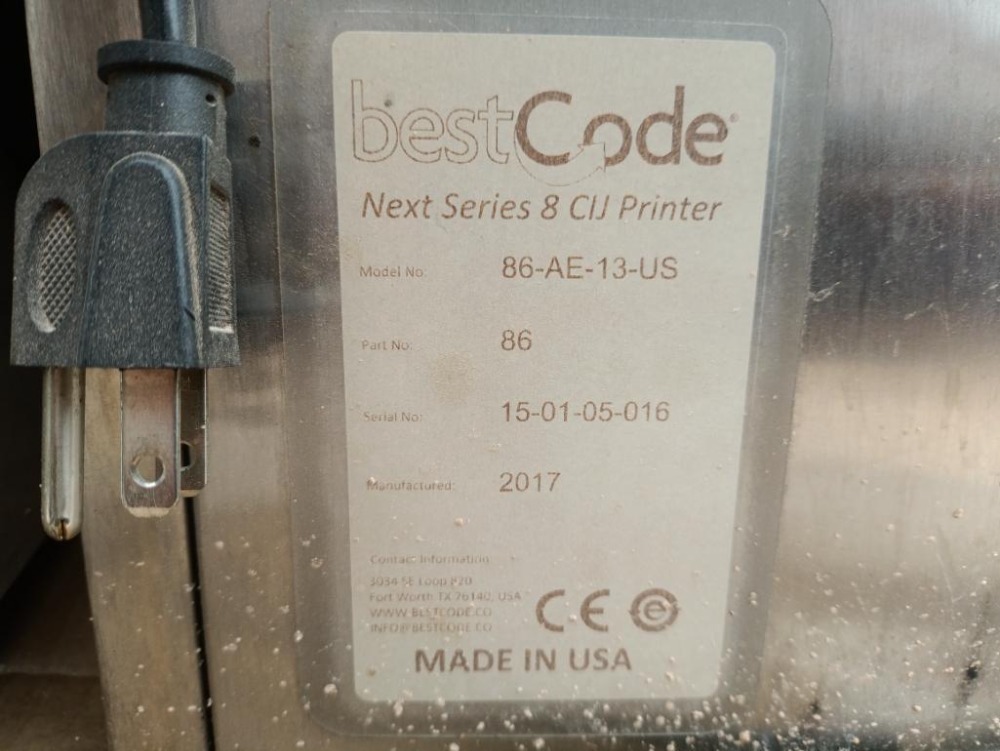 bestCode®
Next Series 8 CIJ Printer
Model No: 86-AE-13-US
Part No: 86
Serial No: 15-01-05-016
Manufactured: 2017
Contact Information
3034 SE Loop 820
Fort Worth TX 76140, USA
WWW.BESTCODE.CO
INFO@BESTCODE.CO
CE e
MADE IN USA